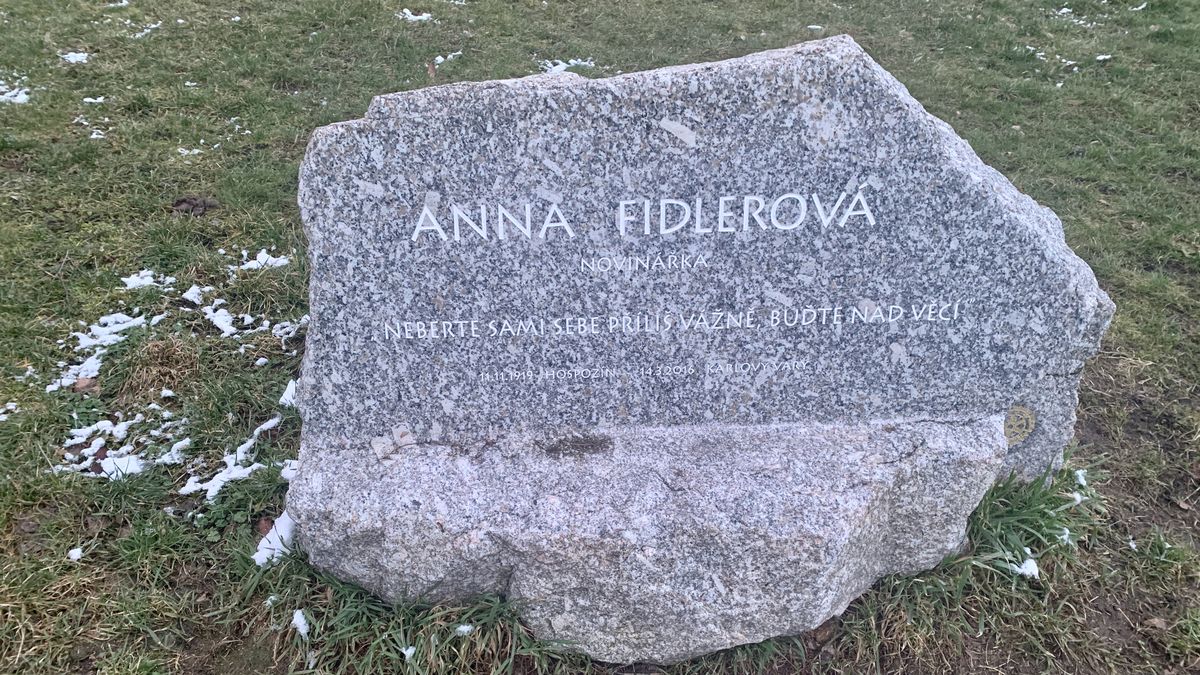 ANNA FIDLEROVÁ
NOVINÁRKA
„NEBERTE SAMI SEBE PŘÍLIŠ VÁŽNĚ, BUĎTE NAD VĚCÍ“
11.11.1919 HOSPOZÍN - 14.3.2016 KARLOVY VARY